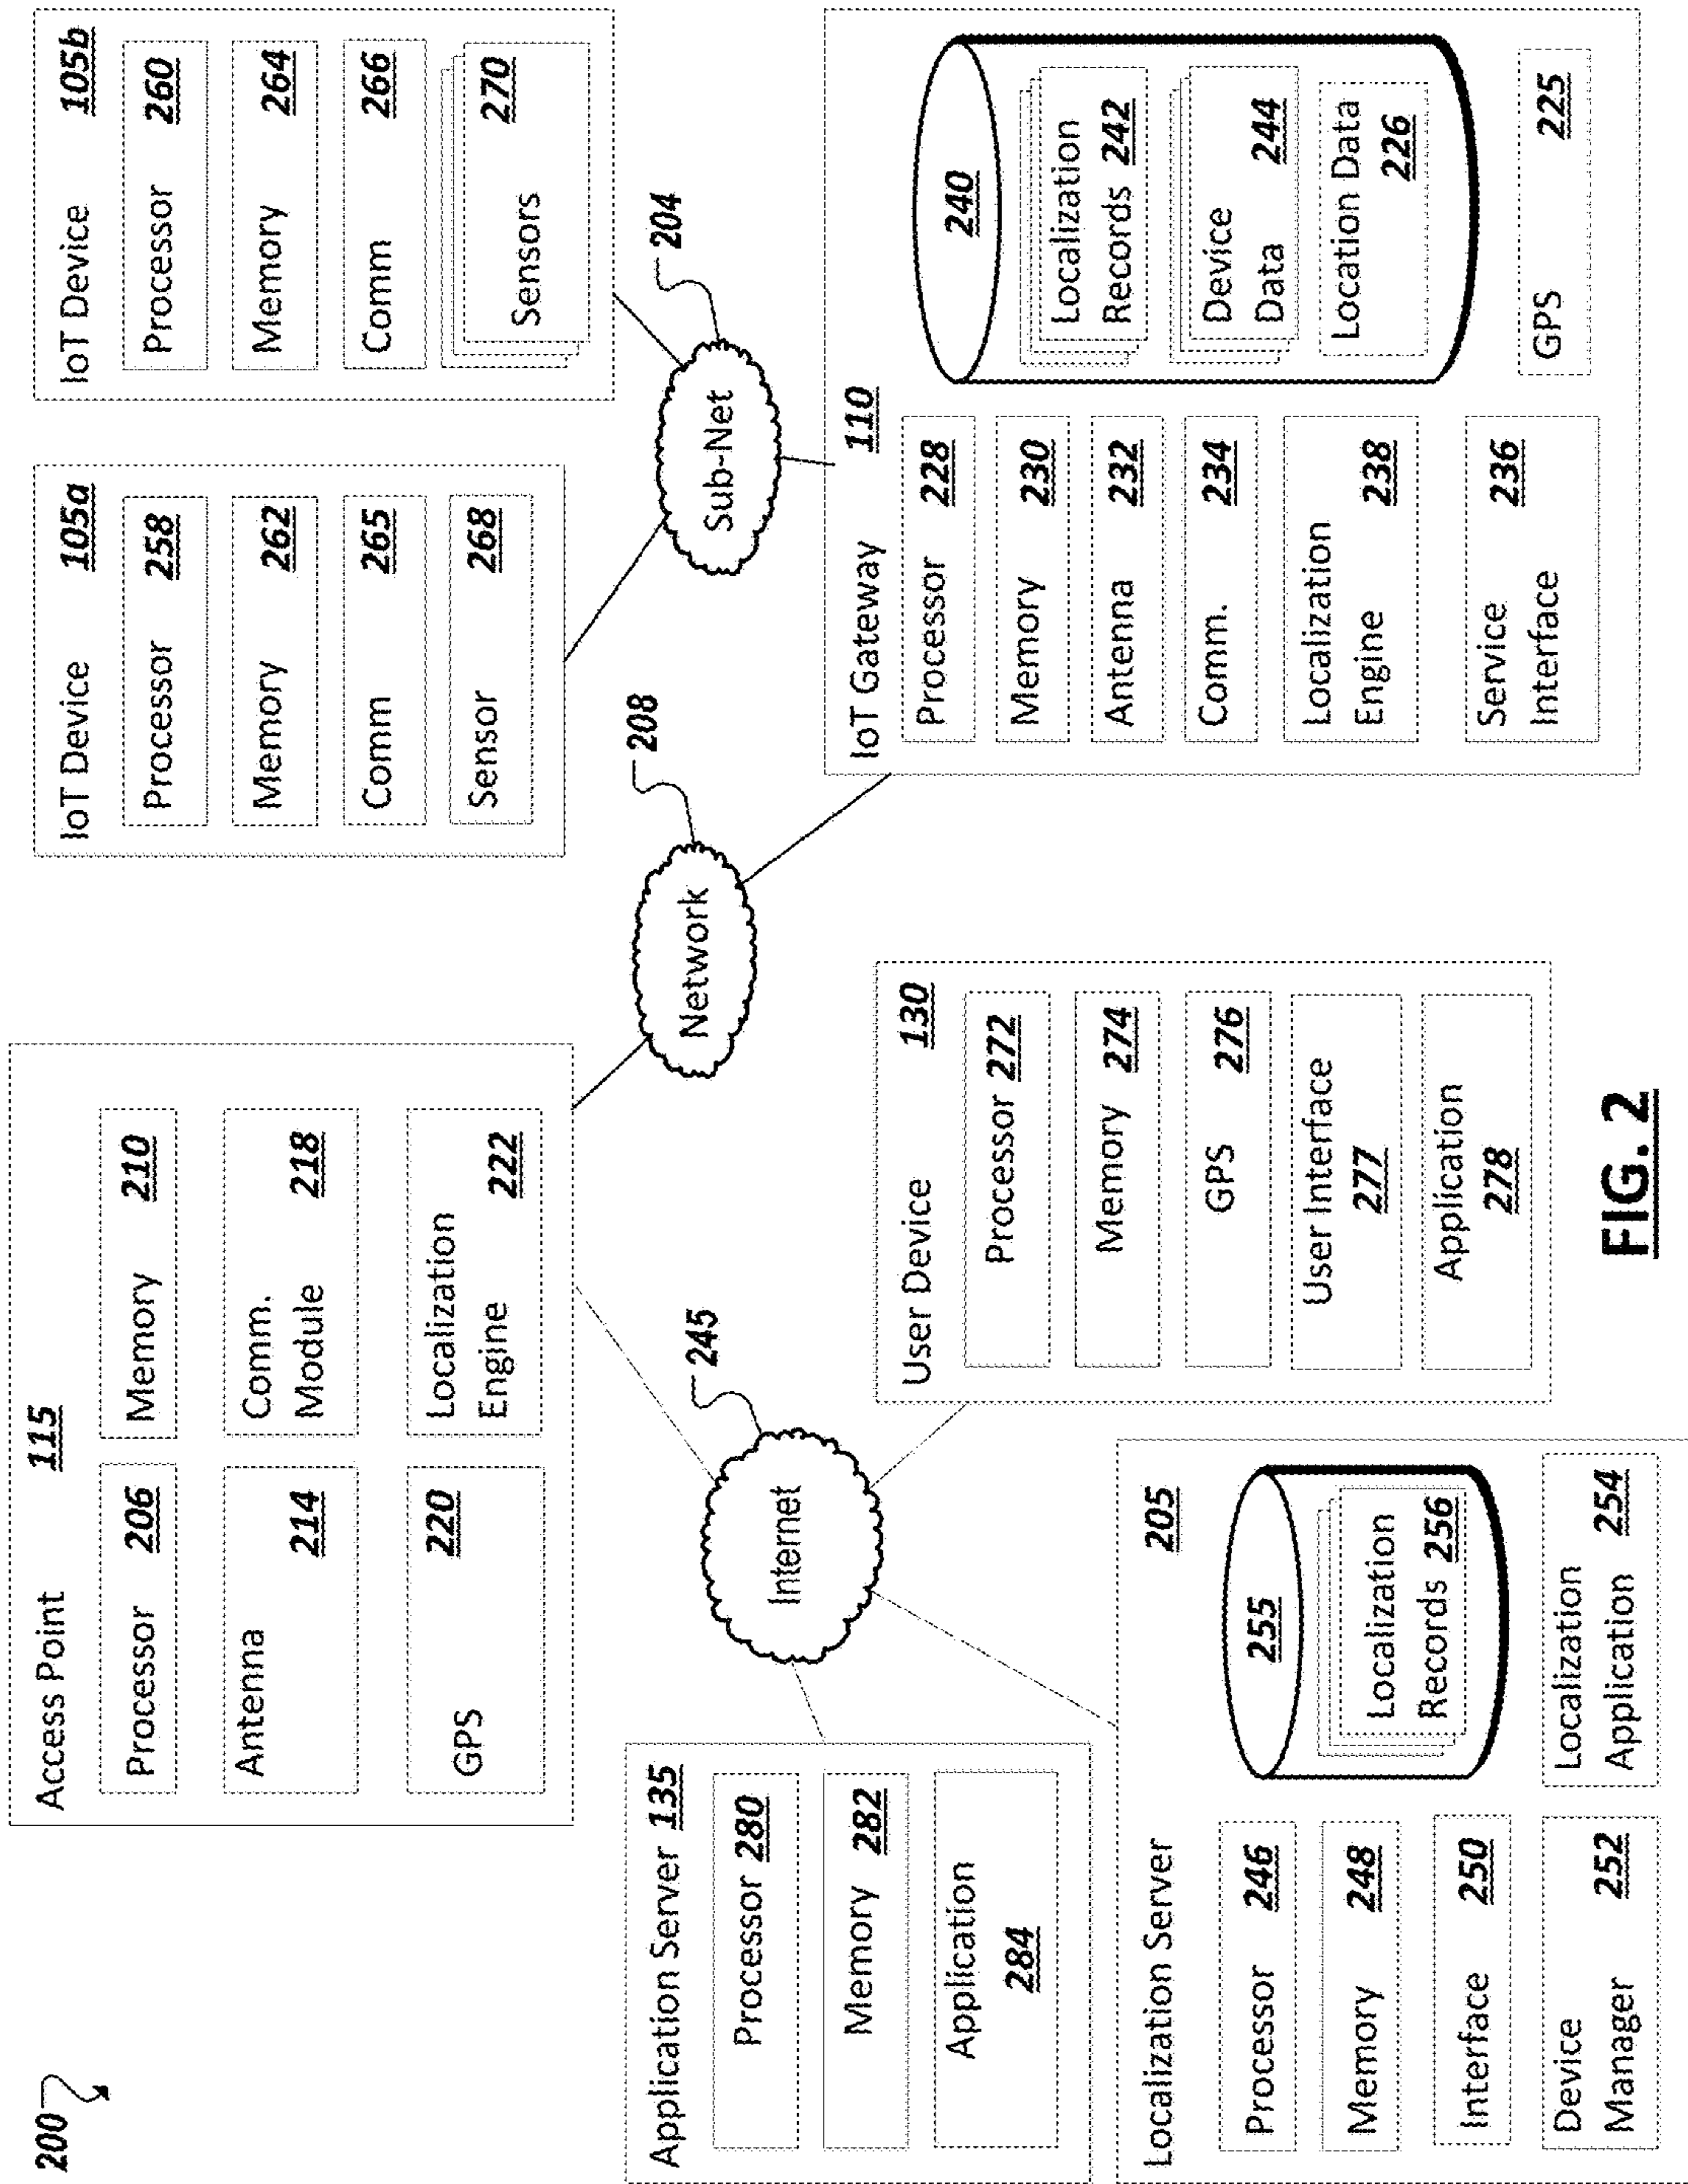 200
Access Point 115
Processor 206
Memory 210
Antenna
214
Comm.
Module 218
220
GPS
Localization
Engine 222
IoT Device 105a
Processor 258
Memory 262
Comm 265
Sensor 268
IoT Device 105b
Processor 260
Memory 264
Comm 266
270
Sensors
204
Sub-Net
208
Network
245
Internet
Application Server 135
Processor 280
Memory 282
Application
284
User Device 130
Processor 272
Memory 274
GPS 276
User Interface
277
Application
278
IoT Gateway 110
Processor 228
Memory 230
Antenna 232
Comm. 234
Localization
Engine 238
Service 236
Interface
240
Localization
Records 242
Device
Data 244
Location Data
226
GPS 225
Localization Server 205
Processor 246
Memory 248
Interface 250
Device
Manager 252
255
Localization
Records 256
Localization
Application 254
FIG. 2